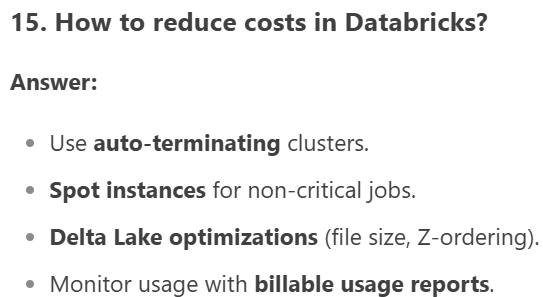 15. How to reduce costs in Databricks?
Answer:
• Use auto-terminating clusters.
• Spot instances for non-critical jobs.
• Delta Lake optimizations (file size, Z-ordering).
• Monitor usage with billable usage reports.